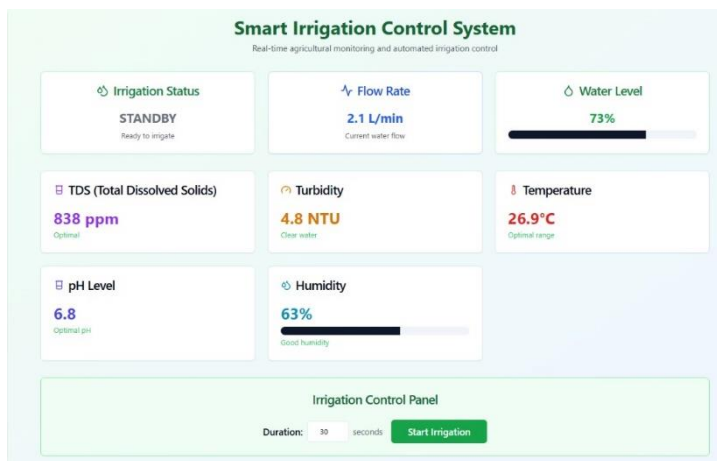 Smart Irrigation Control System
Real-time agricultural monitoring and automated irrigation control
Irrigation Status
STANDBY
Ready to irrigate
Flow Rate
2.1 L/min
Current water flow
Water Level
73%
TDS (Total Dissolved Solids)
838 ppm
Optimal
Turbidity
4.8 NTU
Clear water
Temperature
26.9°C
Optimal range
pH Level
6.8
Optimal pH
Humidity
63%
Good humidity
Irrigation Control Panel
Duration: 30 seconds Start Irrigation